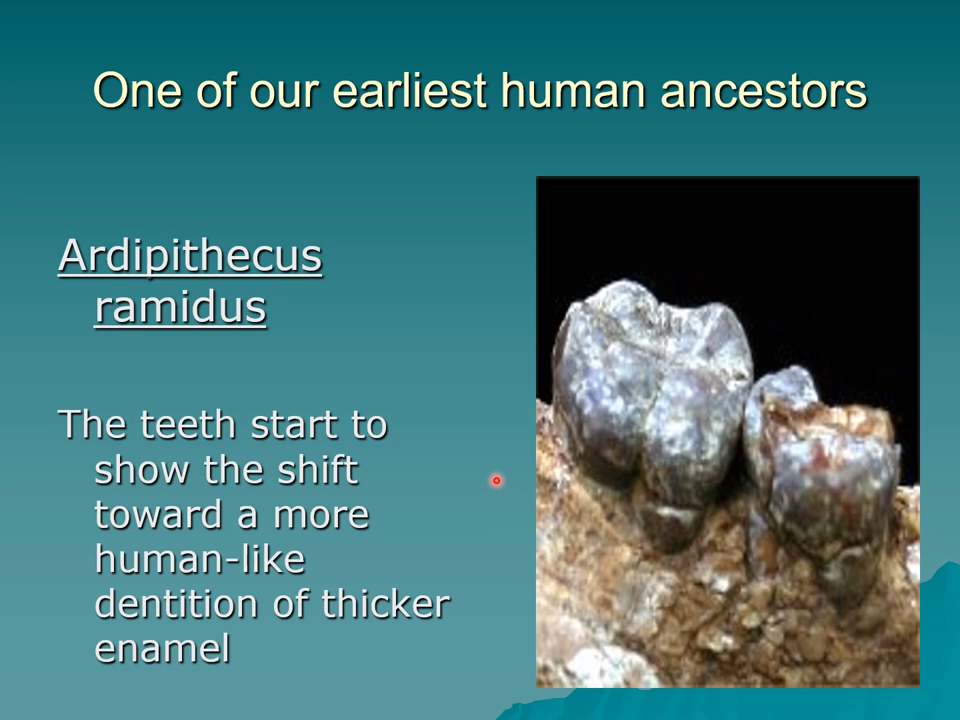 One of our earliest human ancestors
Ardipithecus
ramidus
The teeth start to
show the shift
toward a more
human-like
dentition of thicker
enamel